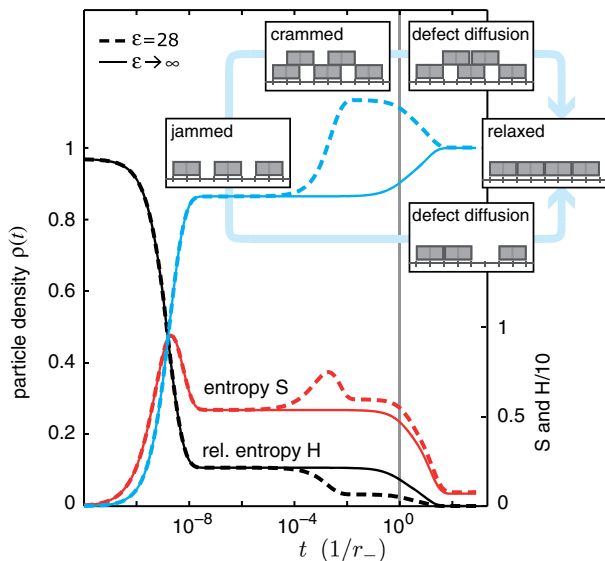 ε=28
ε→∞
crammed
defect diffusion
jammed
relaxed
defect diffusion
particle density ρ(t)
1
0.8
0.6
0.4
0.2
0
entropy S
rel. entropy H
1
0.5
0
S and H/10
10⁻⁸
10⁻⁴
10⁰
t (1/r₋)